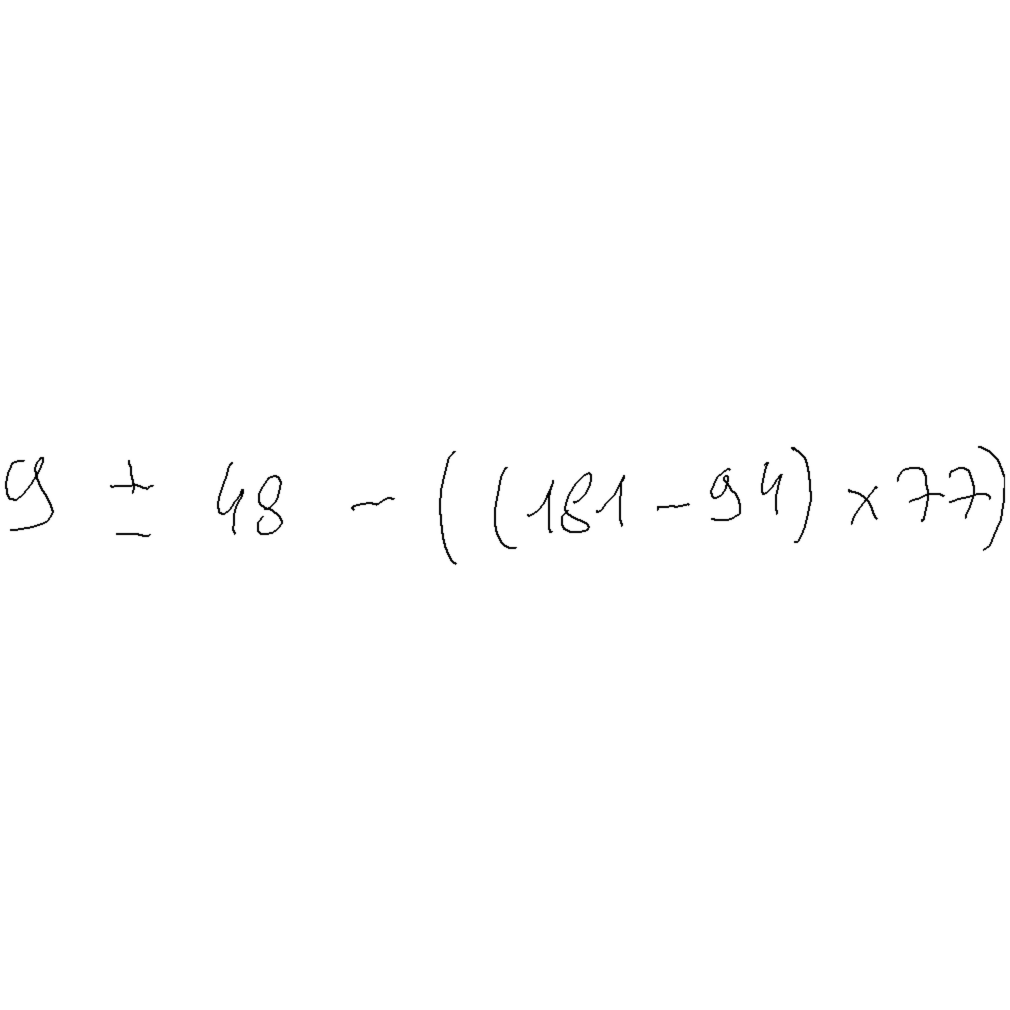 9 ± 48 - ((181 - 94) × 77)